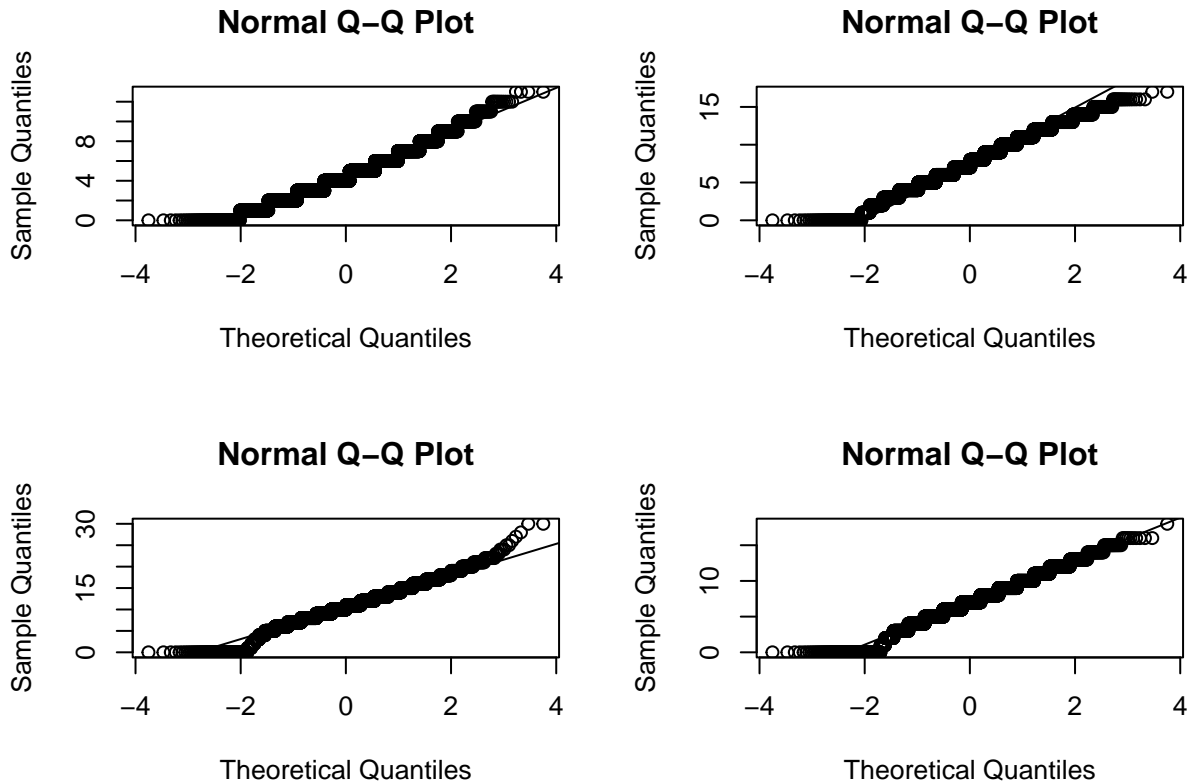 Normal Q−Q Plot
Sample Quantiles
0 4 8
−4 −2 0 2 4
Theoretical Quantiles
Normal Q−Q Plot
Sample Quantiles
0 5 15
−4 −2 0 2 4
Theoretical Quantiles
Normal Q−Q Plot
Sample Quantiles
0 15 30
−4 −2 0 2 4
Theoretical Quantiles
Normal Q−Q Plot
Sample Quantiles
0 10
−4 −2 0 2 4
Theoretical Quantiles